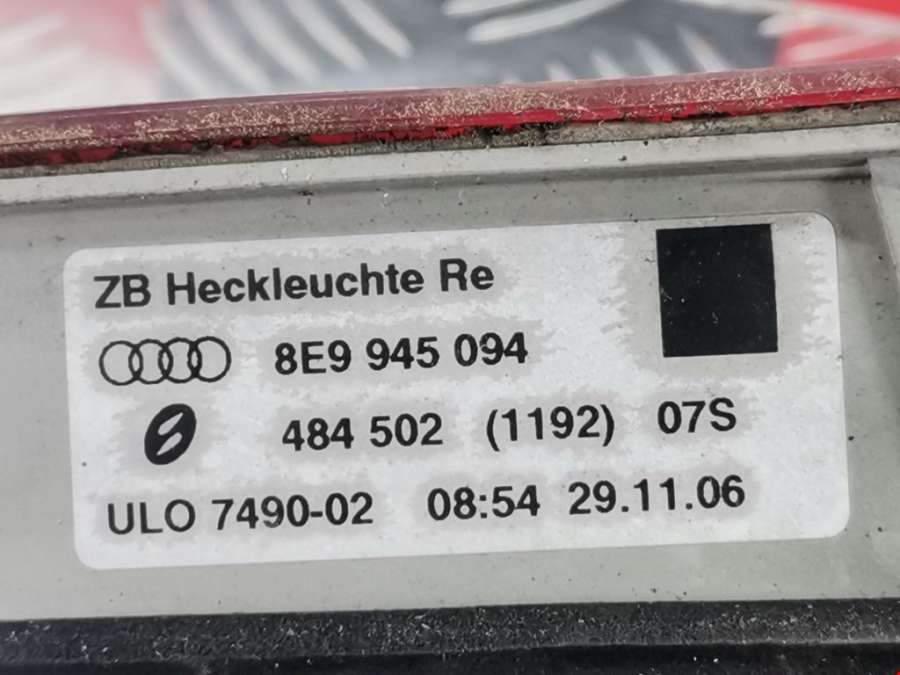 ZB Heckleuchte Re
8E9 945 094
484 502 (1192) 07S
ULO 7490-02 08:54 29.11.06